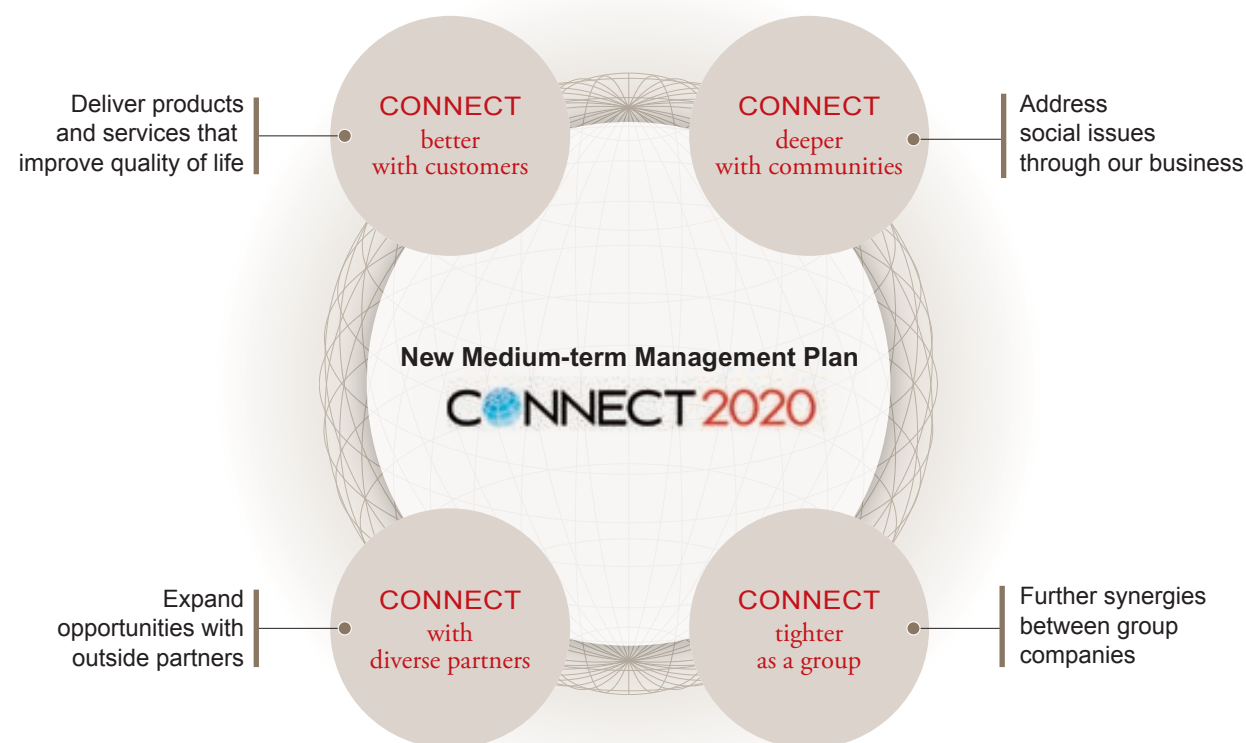 Deliver products
and services that
improve quality of life
CONNECT
better
with customers
CONNECT
deeper
with communities
Address
social issues
through our business
New Medium-term Management Plan
CONNECT 2020
Expand
opportunities with
outside partners
CONNECT
with
diverse partners
CONNECT
tighter
as a group
Further synergies
between group
companies